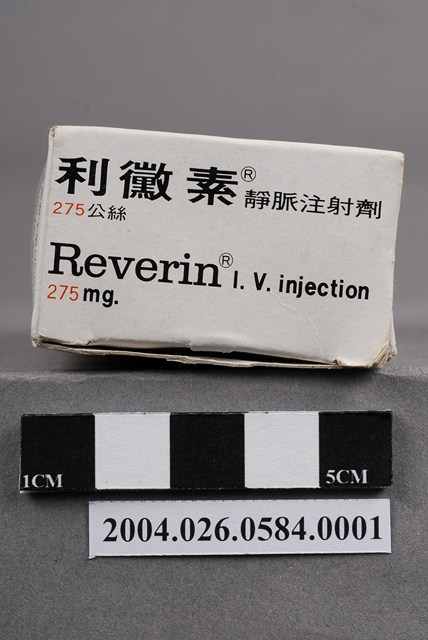 利黴素® 靜脈注射劑
275公絲
Reverin® I. V. injection
275 mg.
1CM 5CM
2004.026.0584.0001